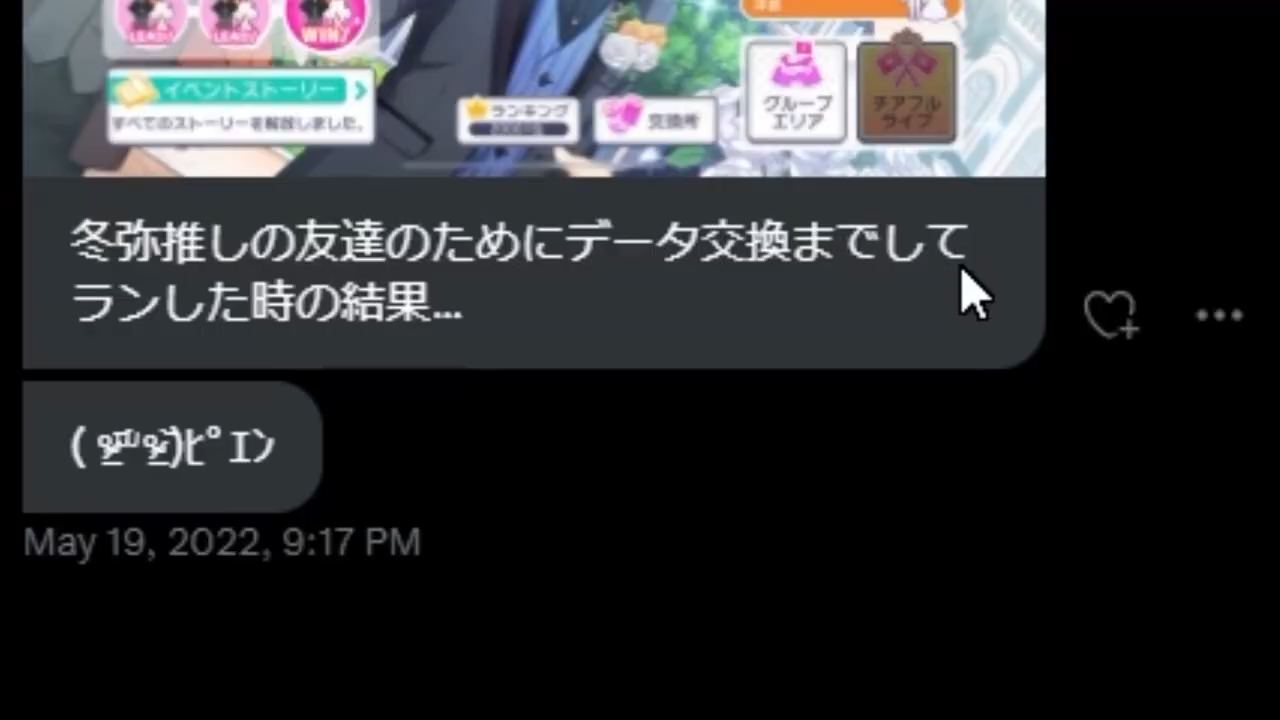 WIN!
イベントストーリー
すべてのストーリーを解放しました。
ランキング
交換所
グループ
エリア
チアフル
ライブ
冬弥推しの友達のためにデータ交換までして
ランした時の結果...
ﾋﾟｴﾝ
May 19, 2022, 9:17 PM